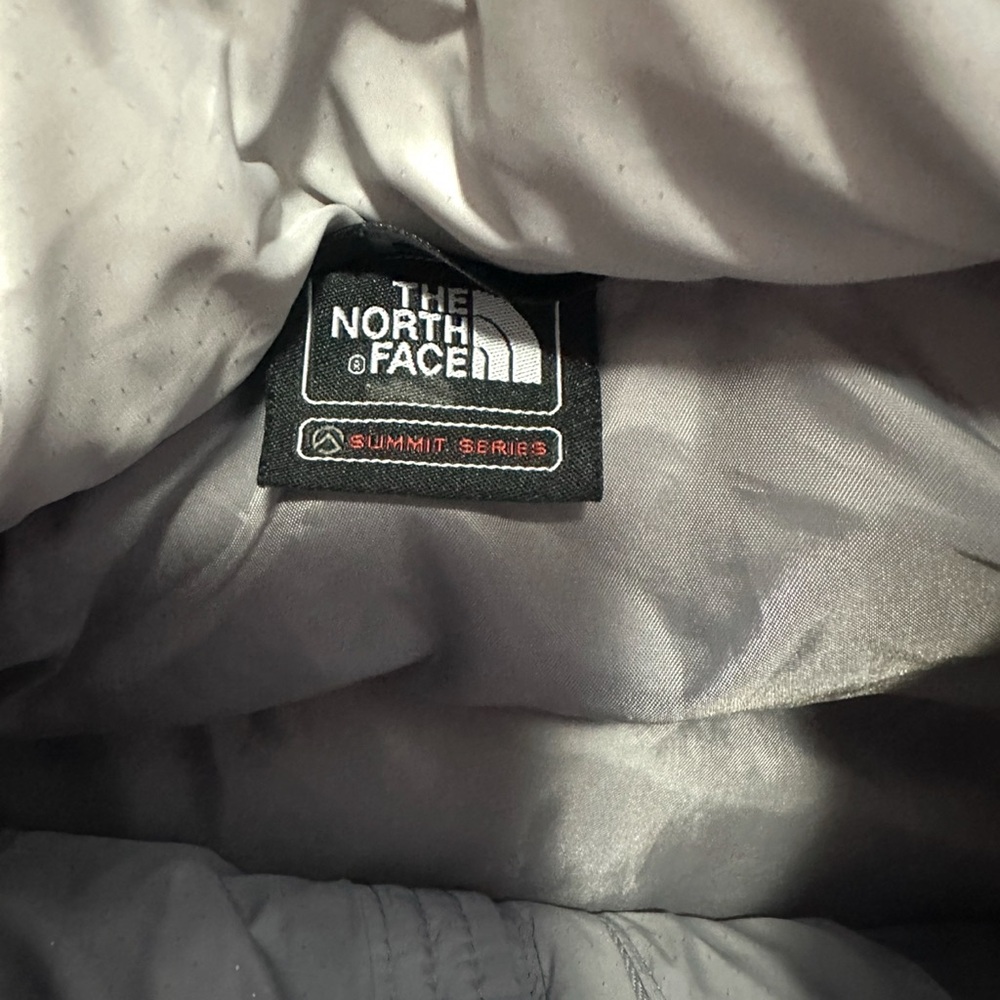 THE
NORTH
® FACE
SUMMIT SERIES